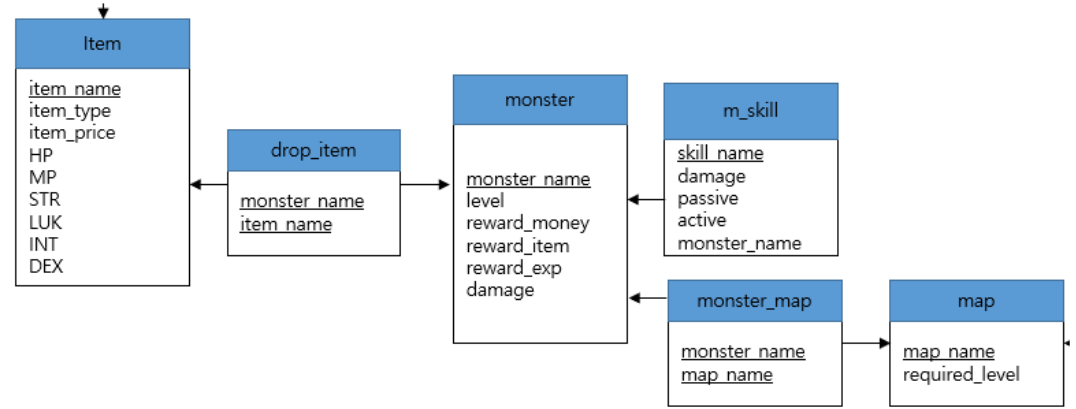 Item
item_name
item_type
item_price
HP
MP
STR
LUK
INT
DEX
drop_item
monster_name
item_name
monster
monster_name
level
reward_money
reward_item
reward_exp
damage
m_skill
skill_name
damage
passive
active
monster_name
monster_map
monster_name
map_name
map
map_name
required_level